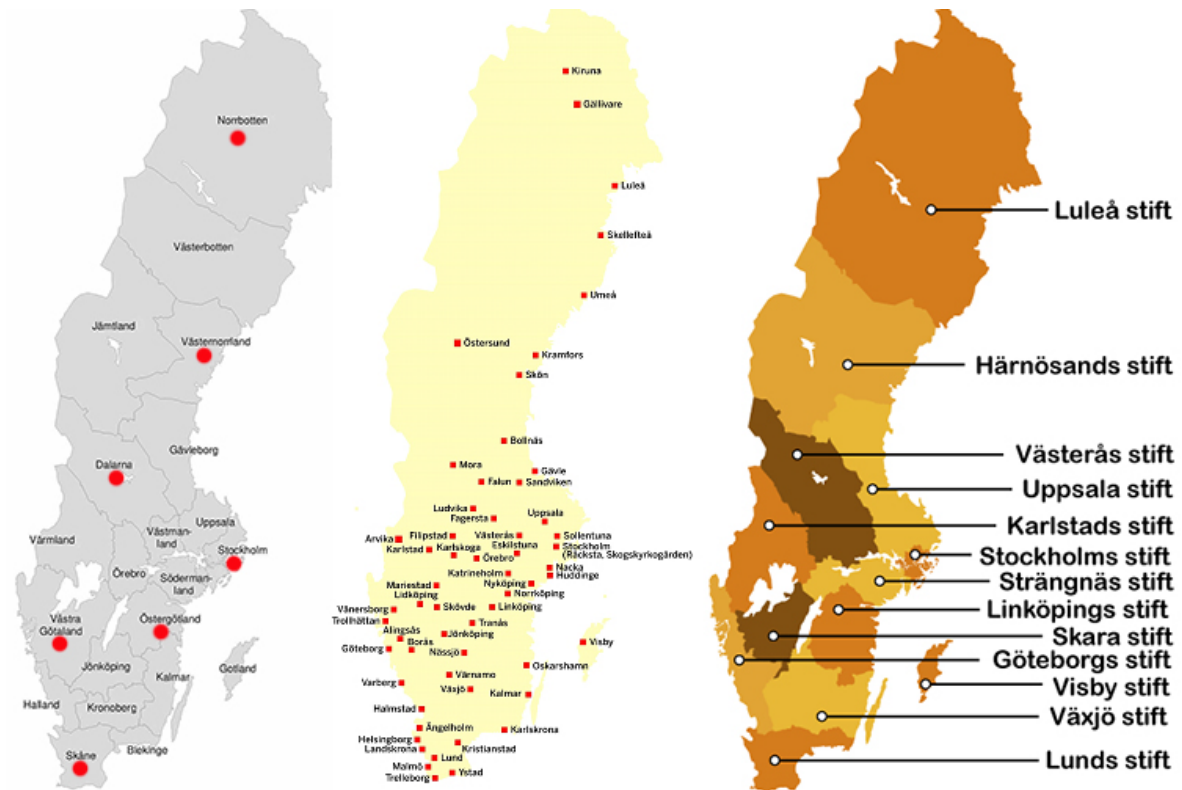 Norrbotten
Västerbotten
Jämtland
Västernorrland
Gävleborg
Dalarna
Uppsala
Västman-
land
Värmland
Stockholm
Örebro
Söderman-
land
Västra
Götaland
Östergötland
Jönköping
Gotland
Kalmar
Halland
Kronoberg
Blekinge
Skåne
Kiruna
Gällivare
Luleå
Skellefteå
Umeå
Östersund
Kramfors
Skön
Bollnäs
Mora
Gävle
Falun
Sandviken
Ludvika
Fagersta
Uppsala
Arvika
Filipstad
Västerås
Sollentuna
Karlstad
Karlskoga
Eskilstuna
Stockholm
(Räcksta, Skogskyrkogården)
Örebro
Nacka
Huddinge
Katrineholm
Nyköping
Mariestad
Norrköping
Lidköping
Vänersborg
Skövde
Linköping
Trollhättan
Tranås
Alingsås
Jönköping
Borås
Visby
Göteborg
Nässjö
Oskarshamn
Värnamo
Varberg
Växjö
Kalmar
Halmstad
Ängelholm
Karlskrona
Helsingborg
Landskrona
Kristianstad
Lund
Malmö
Ystad
Trelleborg
Luleå stift
Härnösands stift
Västerås stift
Uppsala stift
Karlstads stift
Stockholms stift
Strängnäs stift
Linköpings stift
Skara stift
Göteborgs stift
Visby stift
Växjö stift
Lunds stift